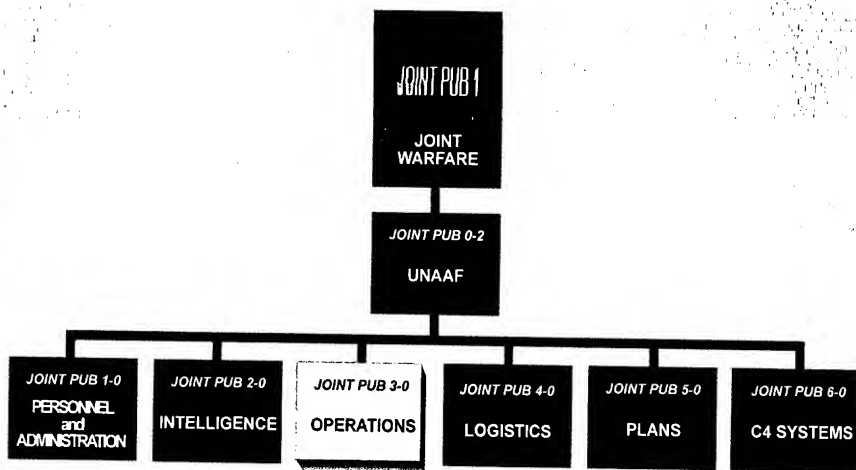 JOINT PUB 1
JOINT
WARFARE
JOINT PUB 0-2
UNAAF
JOINT PUB 1-0
PERSONNEL
and
ADMINISTRATION
JOINT PUB 2-0
INTELLIGENCE
JOINT PUB 3-0
OPERATIONS
JOINT PUB 4-0
LOGISTICS
JOINT PUB 5-0
PLANS
JOINT PUB 6-0
C4 SYSTEMS